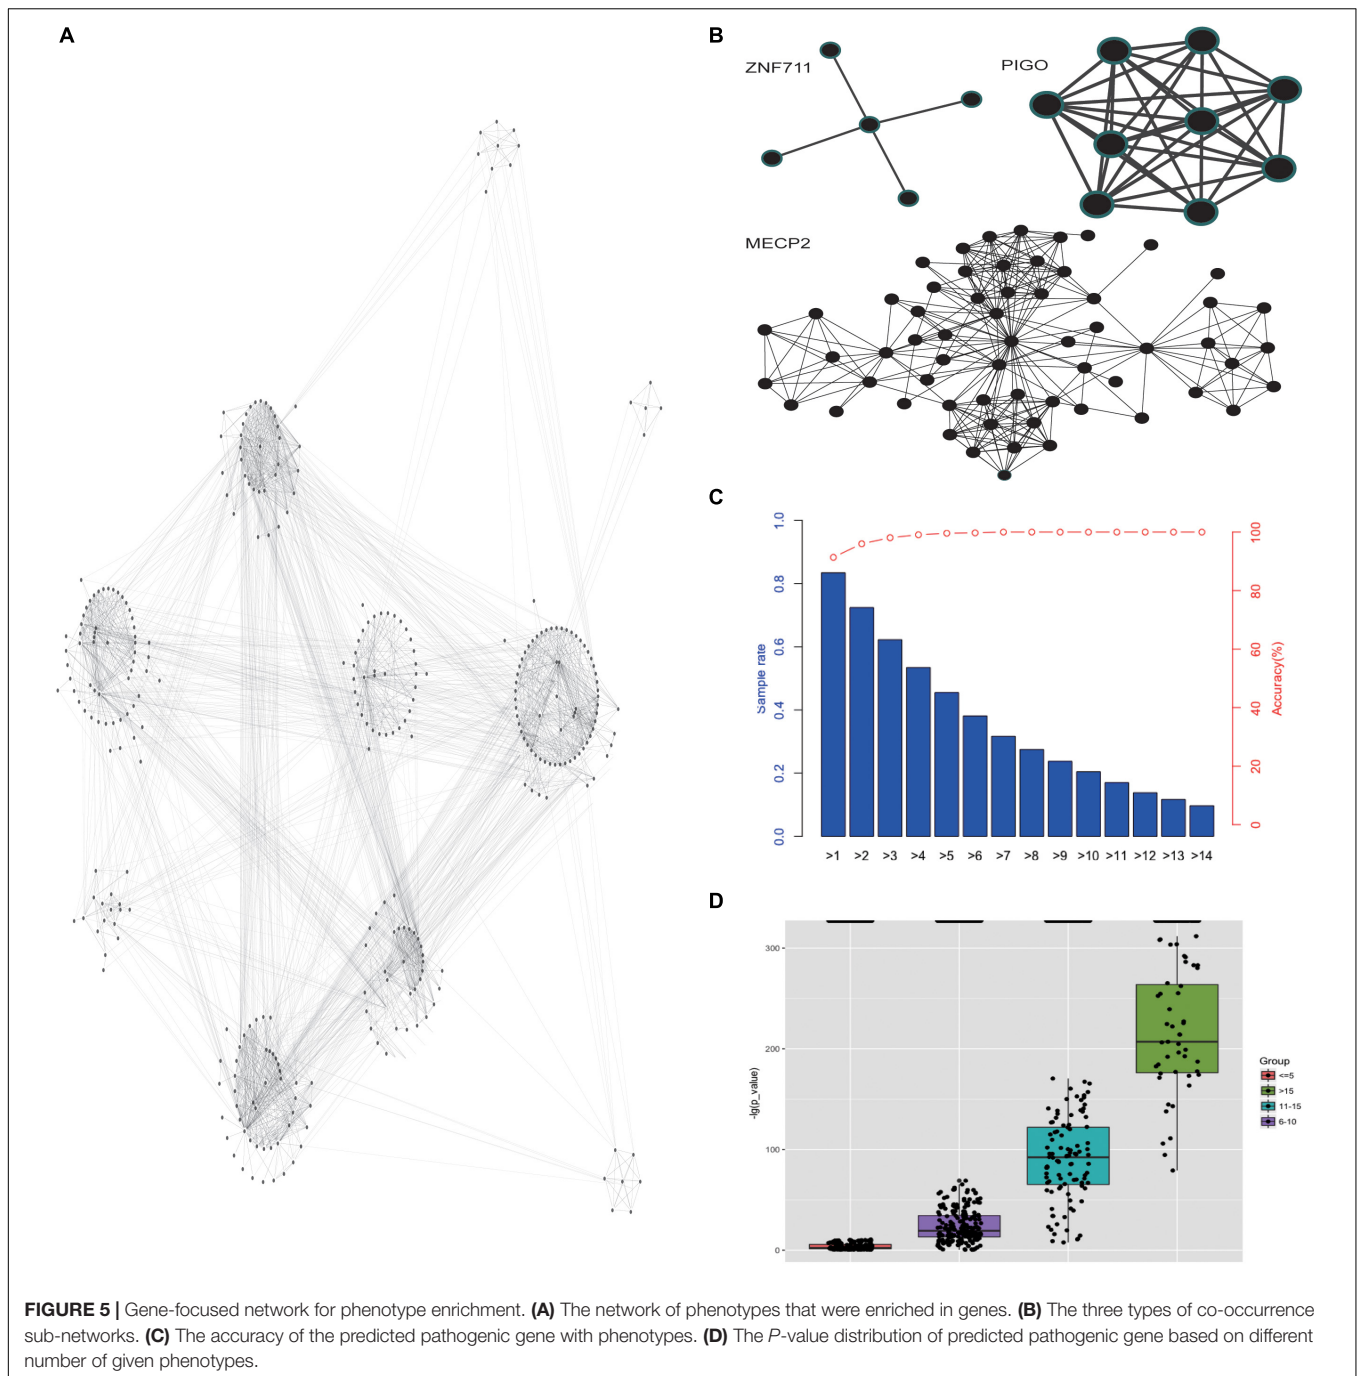 A
B
ZNF711
PIGO
MECP2
C
1.0
0.8
0.6
0.4
0.2
0.0
Sample rate
100
80
60
40
20
0
Accuracy(%)
>1 >2 >3 >4 >5 >6 >7 >8 >9 >10 >11 >12 >13 >14
D
300
200
100
0
-lg(p_value)
Group
<=5
>15
11-15
6-10
FIGURE 5 | Gene-focused network for phenotype enrichment. (A) The network of phenotypes that were enriched in genes. (B) The three types of co-occurrence
sub-networks. (C) The accuracy of the predicted pathogenic gene with phenotypes. (D) The P-value distribution of predicted pathogenic gene based on different
number of given phenotypes.